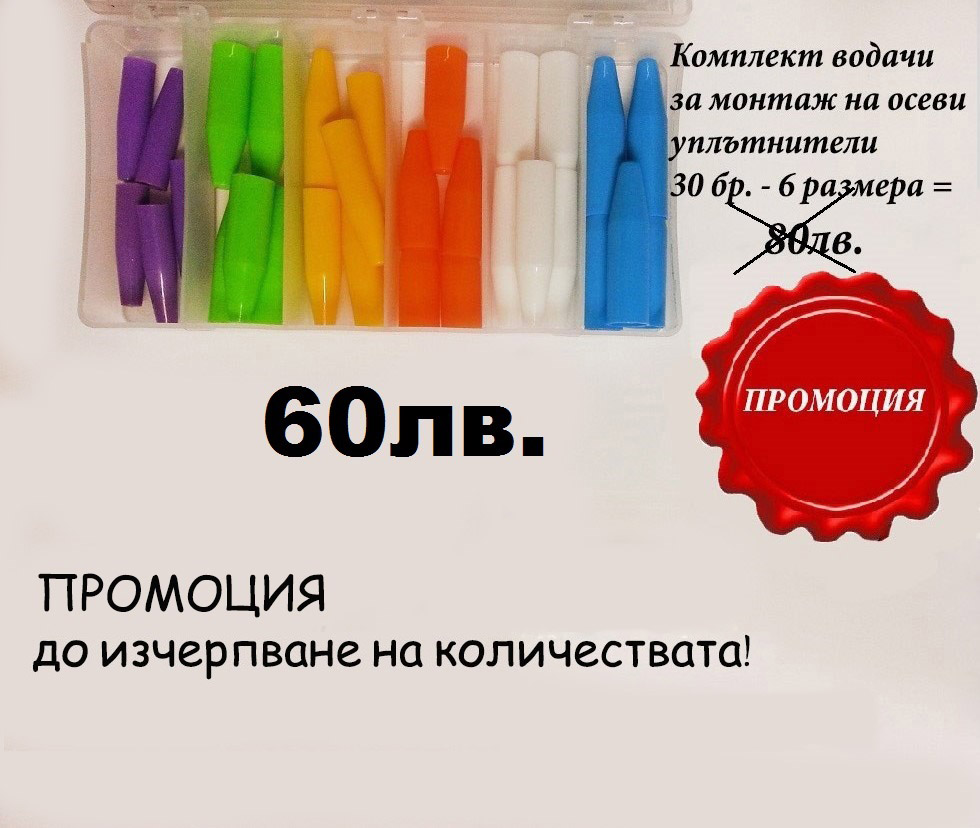 Комплект водачи
за монтаж на осеви
уплътнители
30 бр. - 6 размера =
80лв.
ПРОМОЦИЯ
60лв.
ПРОМОЦИЯ
до изчерпване на количествата!